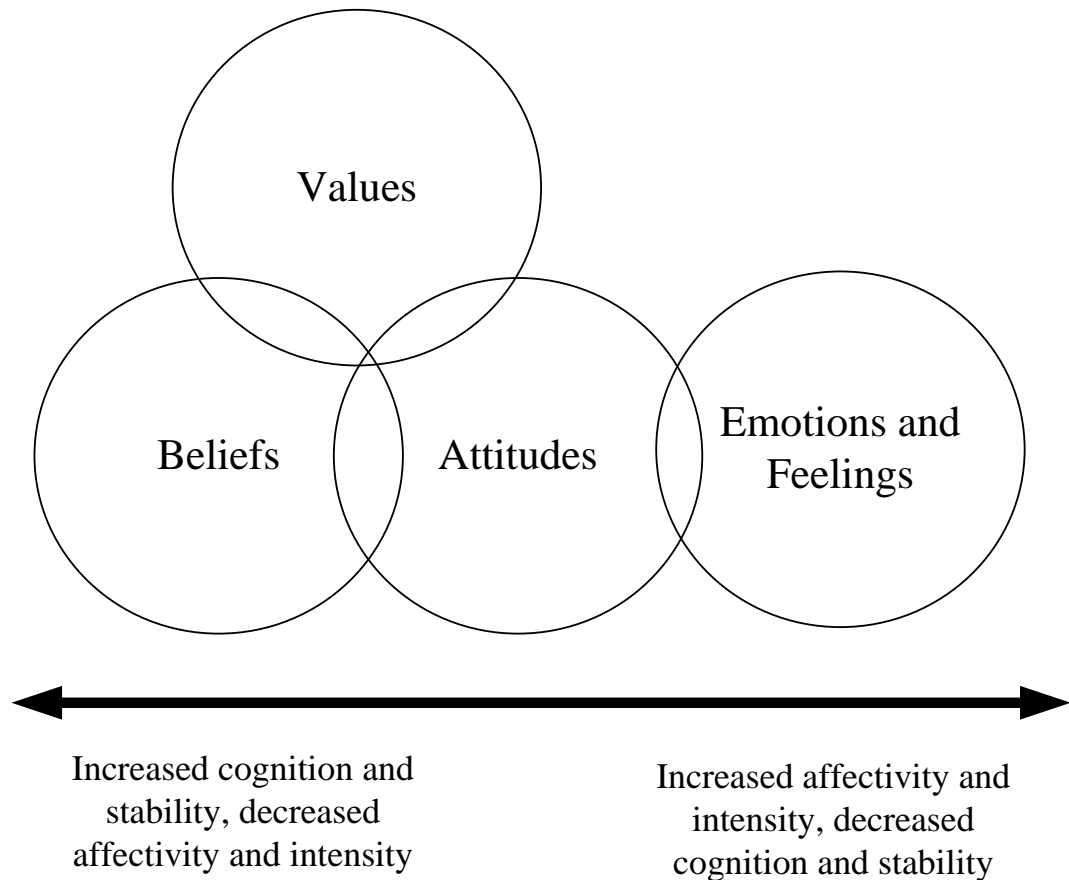 Values
Beliefs
Attitudes
Emotions and
Feelings
Increased cognition and
stability, decreased
affectivity and intensity
Increased affectivity and
intensity, decreased
cognition and stability